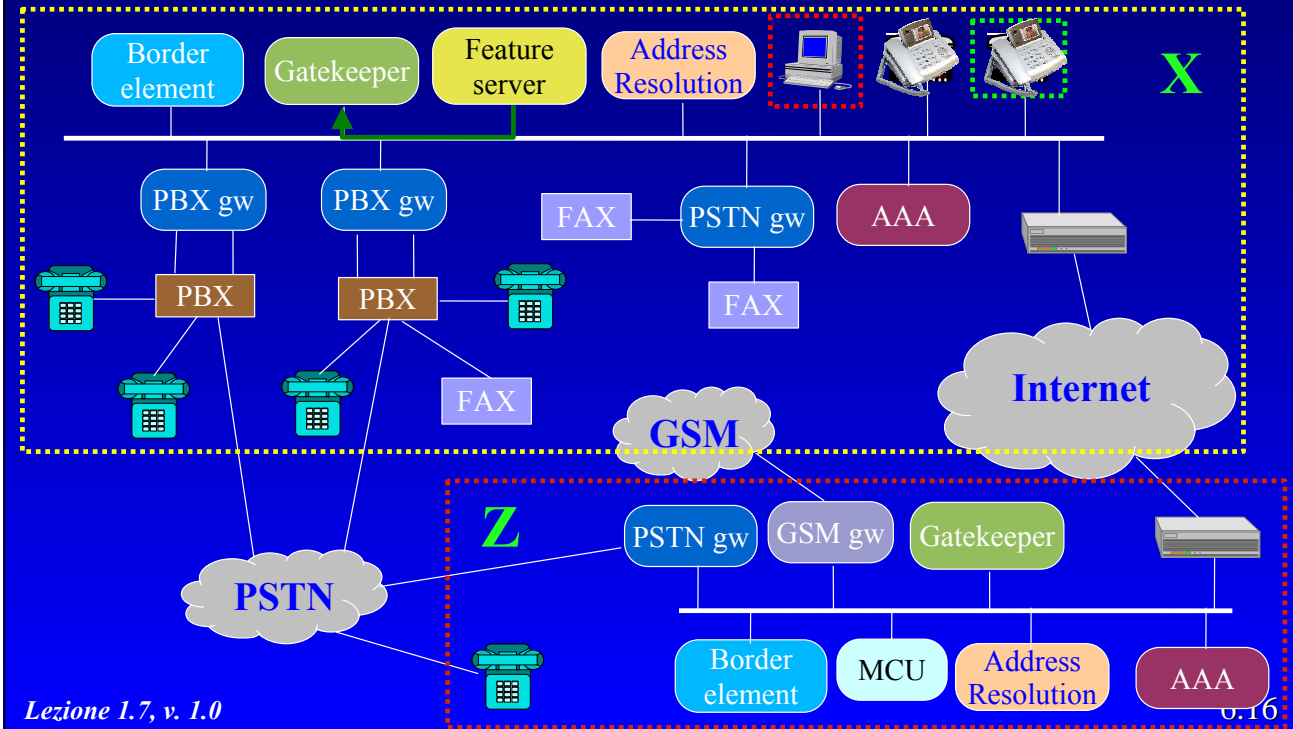 Border
element
Gatekeeper
Feature
server
Address
Resolution
X
PBX gw
PBX gw
FAX
PSTN gw
AAA
PBX
PBX
FAX
FAX
Internet
GSM
Z
PSTN gw
GSM gw
Gatekeeper
PSTN
Border
element
MCU
Address
Resolution
AAA
Lezione 1.7, v. 1.0
6.16